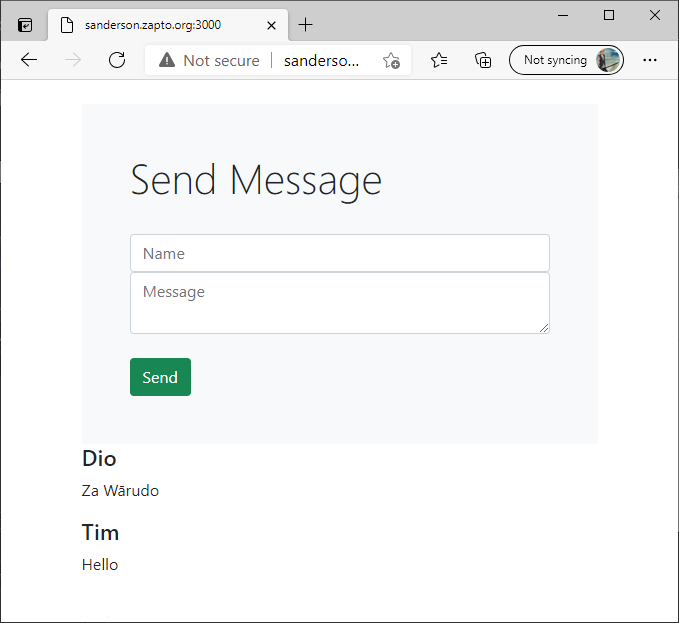 sanderson.zapto.org:3000
Not secure
sanderso...
Not syncing
Send Message
Name
Message
Send
Dio
Za Wārudo
Tim
Hello